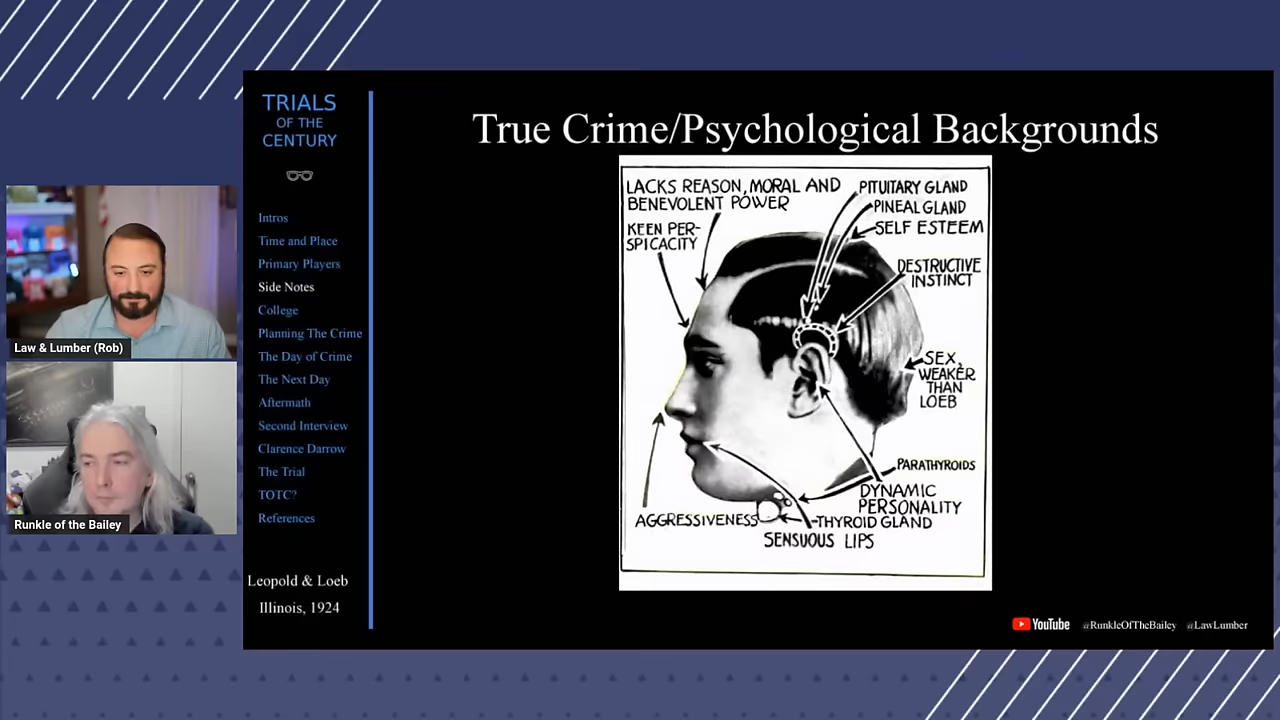 TRIALS
OF THE
CENTURY
Intros
Time and Place
Primary Players
Side Notes
College
Planning The Crime
The Day of Crime
The Next Day
Aftermath
Second Interview
Clarence Darrow
The Trial
TOTC?
References
Leopold & Loeb
Illinois, 1924
Law & Lumber (Rob)
Runkle of the Bailey
True Crime/Psychological Backgrounds
LACKS REASON, MORAL AND
BENEVOLENT POWER
KEEN PER-
SPICACITY
PITUITARY GLAND
PINEAL GLAND
SELF ESTEEM
DESTRUCTIVE
INSTINCT
SEX,
WEAKER
THAN
LOEB
PARATHYROIDS
DYNAMIC
PERSONALITY
AGGRESSIVENESS
THYROID GLAND
SENSUOUS LIPS
YouTube
@RunkleOfTheBailey
@LawLumber